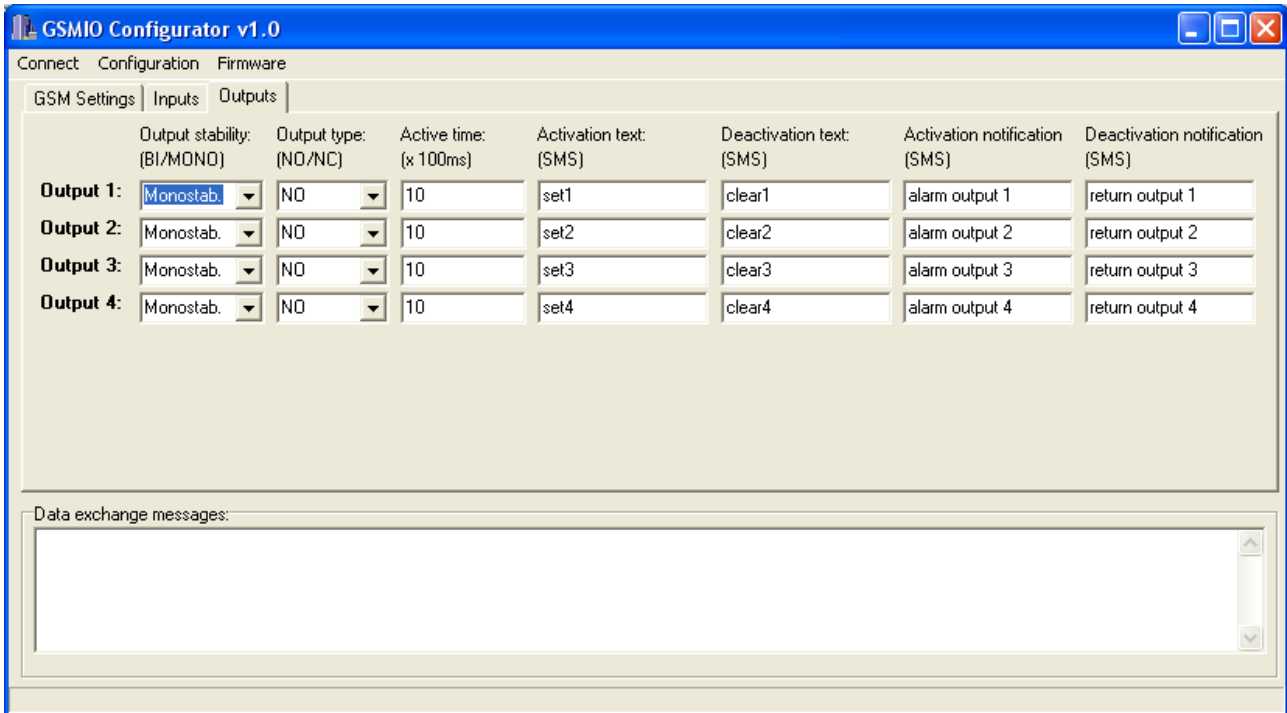 GSMIO Configurator v1.0
Connect Configuration Firmware
GSM Settings Inputs Outputs
Output stability: Output type: Active time: Activation text: Deactivation text: Activation notification Deactivation notification
(BI/MONO) (NO/NC) (x 100ms) (SMS) (SMS) (SMS) (SMS)
Output 1: Monostab. NO 10 set1 clear1 alarm output 1 return output 1
Output 2: Monostab. NO 10 set2 clear2 alarm output 2 return output 2
Output 3: Monostab. NO 10 set3 clear3 alarm output 3 return output 3
Output 4: Monostab. NO 10 set4 clear4 alarm output 4 return output 4
Data exchange messages: